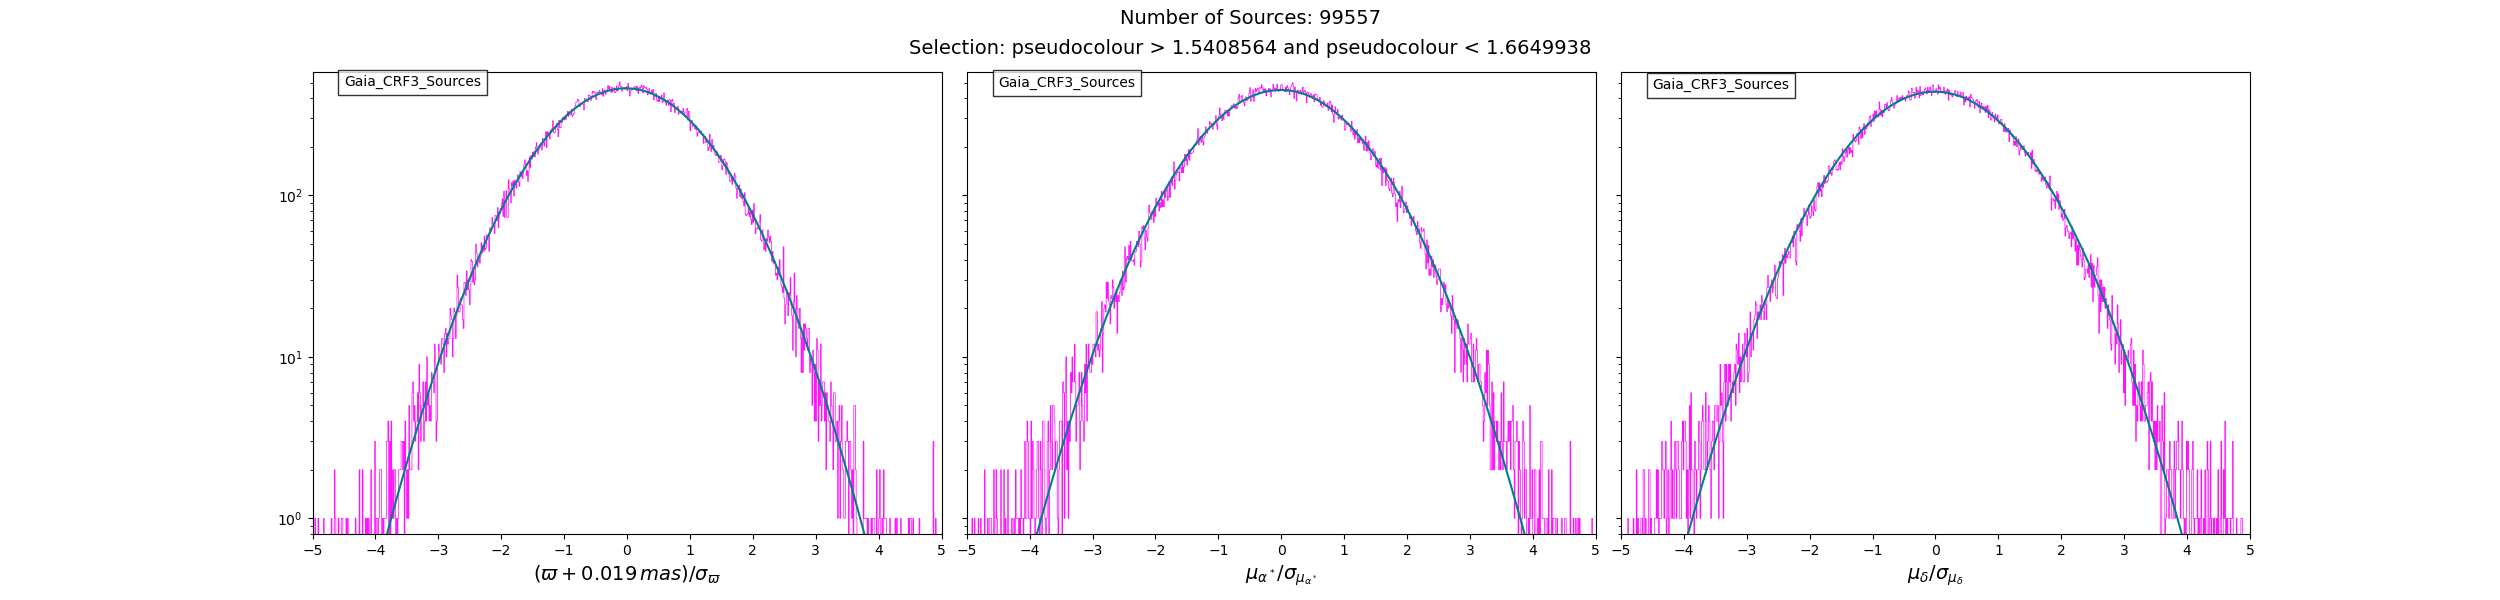 Number of Sources: 99557
Selection: pseudocolour > 1.5408564 and pseudocolour < 1.6649938
Gaia_CRF3_Sources Gaia_CRF3_Sources Gaia_CRF3_Sources
10²
10¹
10⁰
−5 −4 −3 −2 −1 0 1 2 3 4 5 −5 −4 −3 −2 −1 0 1 2 3 4 5 −5 −4 −3 −2 −1 0 1 2 3 4 5
(ϖ + 0.019 mas)/σ_ϖ μ_α*/σ_μ_α* μ_δ/σ_μ_δ